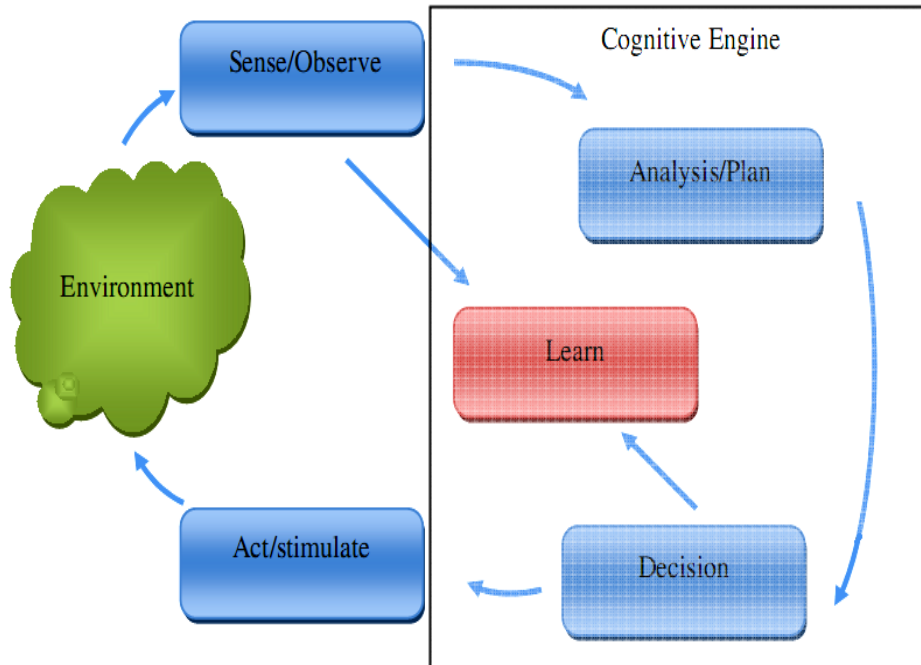 Cognitive Engine
Sense/Observe
Analysis/Plan
Environment
Learn
Act/stimulate
Decision